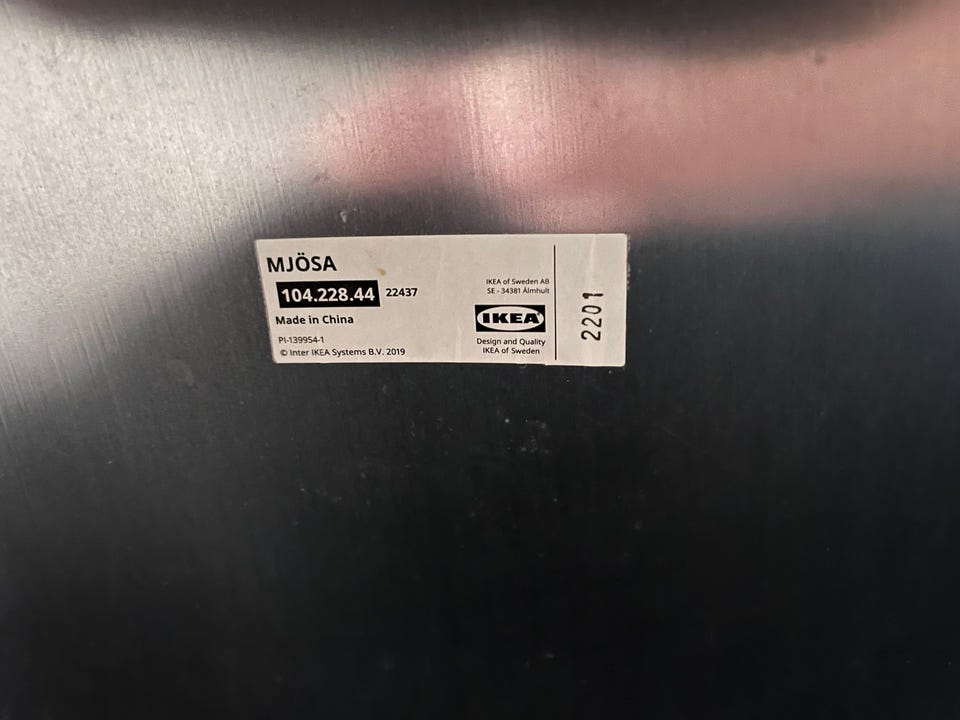 MJÖSA
104.228.44 22437
Made in China
PI-139954-1
© Inter IKEA Systems B.V. 2019
IKEA of Sweden AB
SE - 34381 Älmhult
IKEA
Design and Quality
IKEA of Sweden
2201